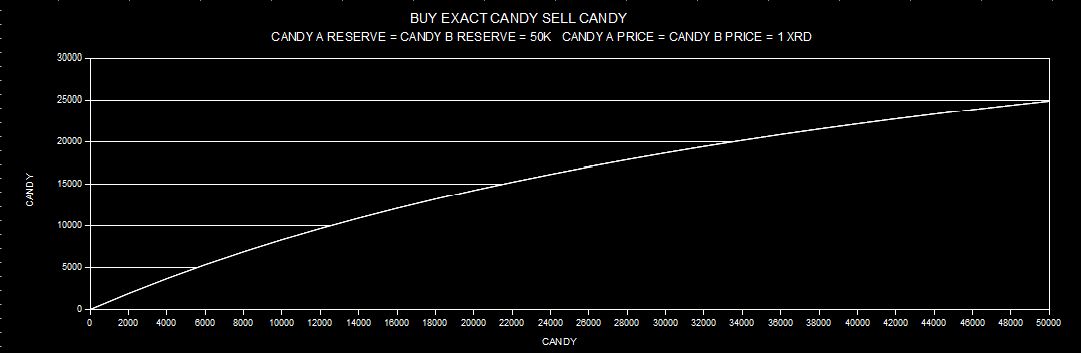 BUY EXACT CANDY SELL CANDY
CANDY A RESERVE = CANDY B RESERVE = 50K CANDY A PRICE = CANDY B PRICE = 1 XRD
30000
25000
20000
15000
10000
5000
0
CANDY
0 2000 4000 6000 8000 10000 12000 14000 16000 18000 20000 22000 24000 26000 28000 30000 32000 34000 36000 38000 40000 42000 44000 46000 48000 50000
CANDY